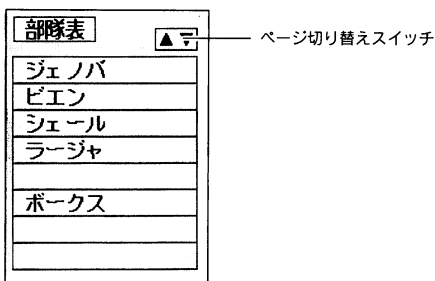 部隊表
▲ ▼ ページ切り替えスイッチ
ジェノバ
ビエン
シェール
ラージャ
ボークス